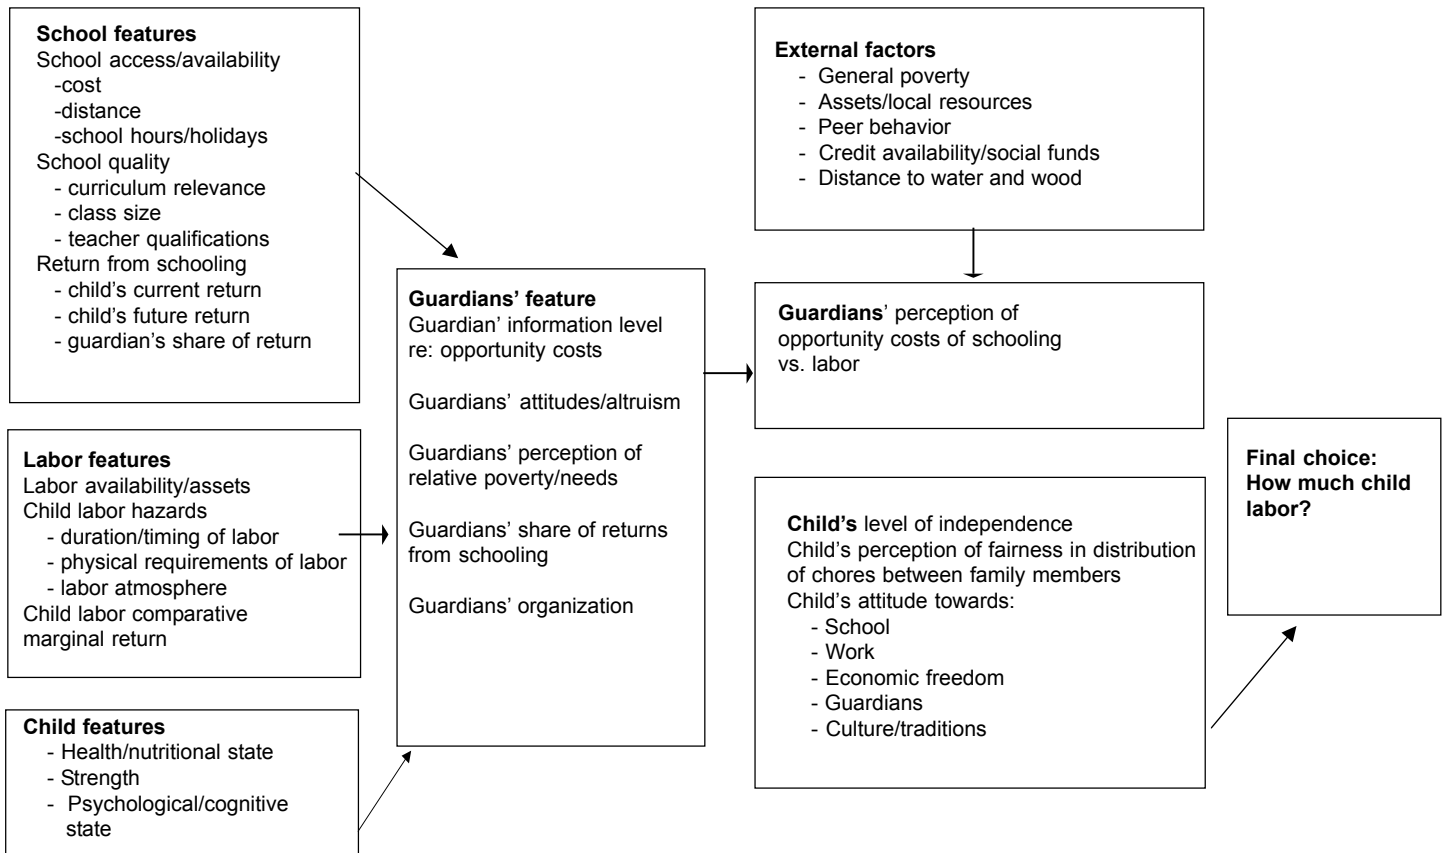 School features
School access/availability
-cost
-distance
-school hours/holidays
School quality
- curriculum relevance
- class size
- teacher qualifications
Return from schooling
- child’s current return
- child’s future return
- guardian’s share of return
Labor features
Labor availability/assets
Child labor hazards
- duration/timing of labor
- physical requirements of labor
- labor atmosphere
Child labor comparative
marginal return
Child features
- Health/nutritional state
- Strength
- Psychological/cognitive
state
Guardians’ feature
Guardian’ information level
re: opportunity costs
Guardians’ attitudes/altruism
Guardians’ perception of
relative poverty/needs
Guardians’ share of returns
from schooling
Guardians’ organization
External factors
- General poverty
- Assets/local resources
- Peer behavior
- Credit availability/social funds
- Distance to water and wood
Guardians’ perception of
opportunity costs of schooling
vs. labor
Child’s level of independence
Child’s perception of fairness in distribution
of chores between family members
Child’s attitude towards:
- School
- Work
- Economic freedom
- Guardians
- Culture/traditions
Final choice:
How much child
labor?